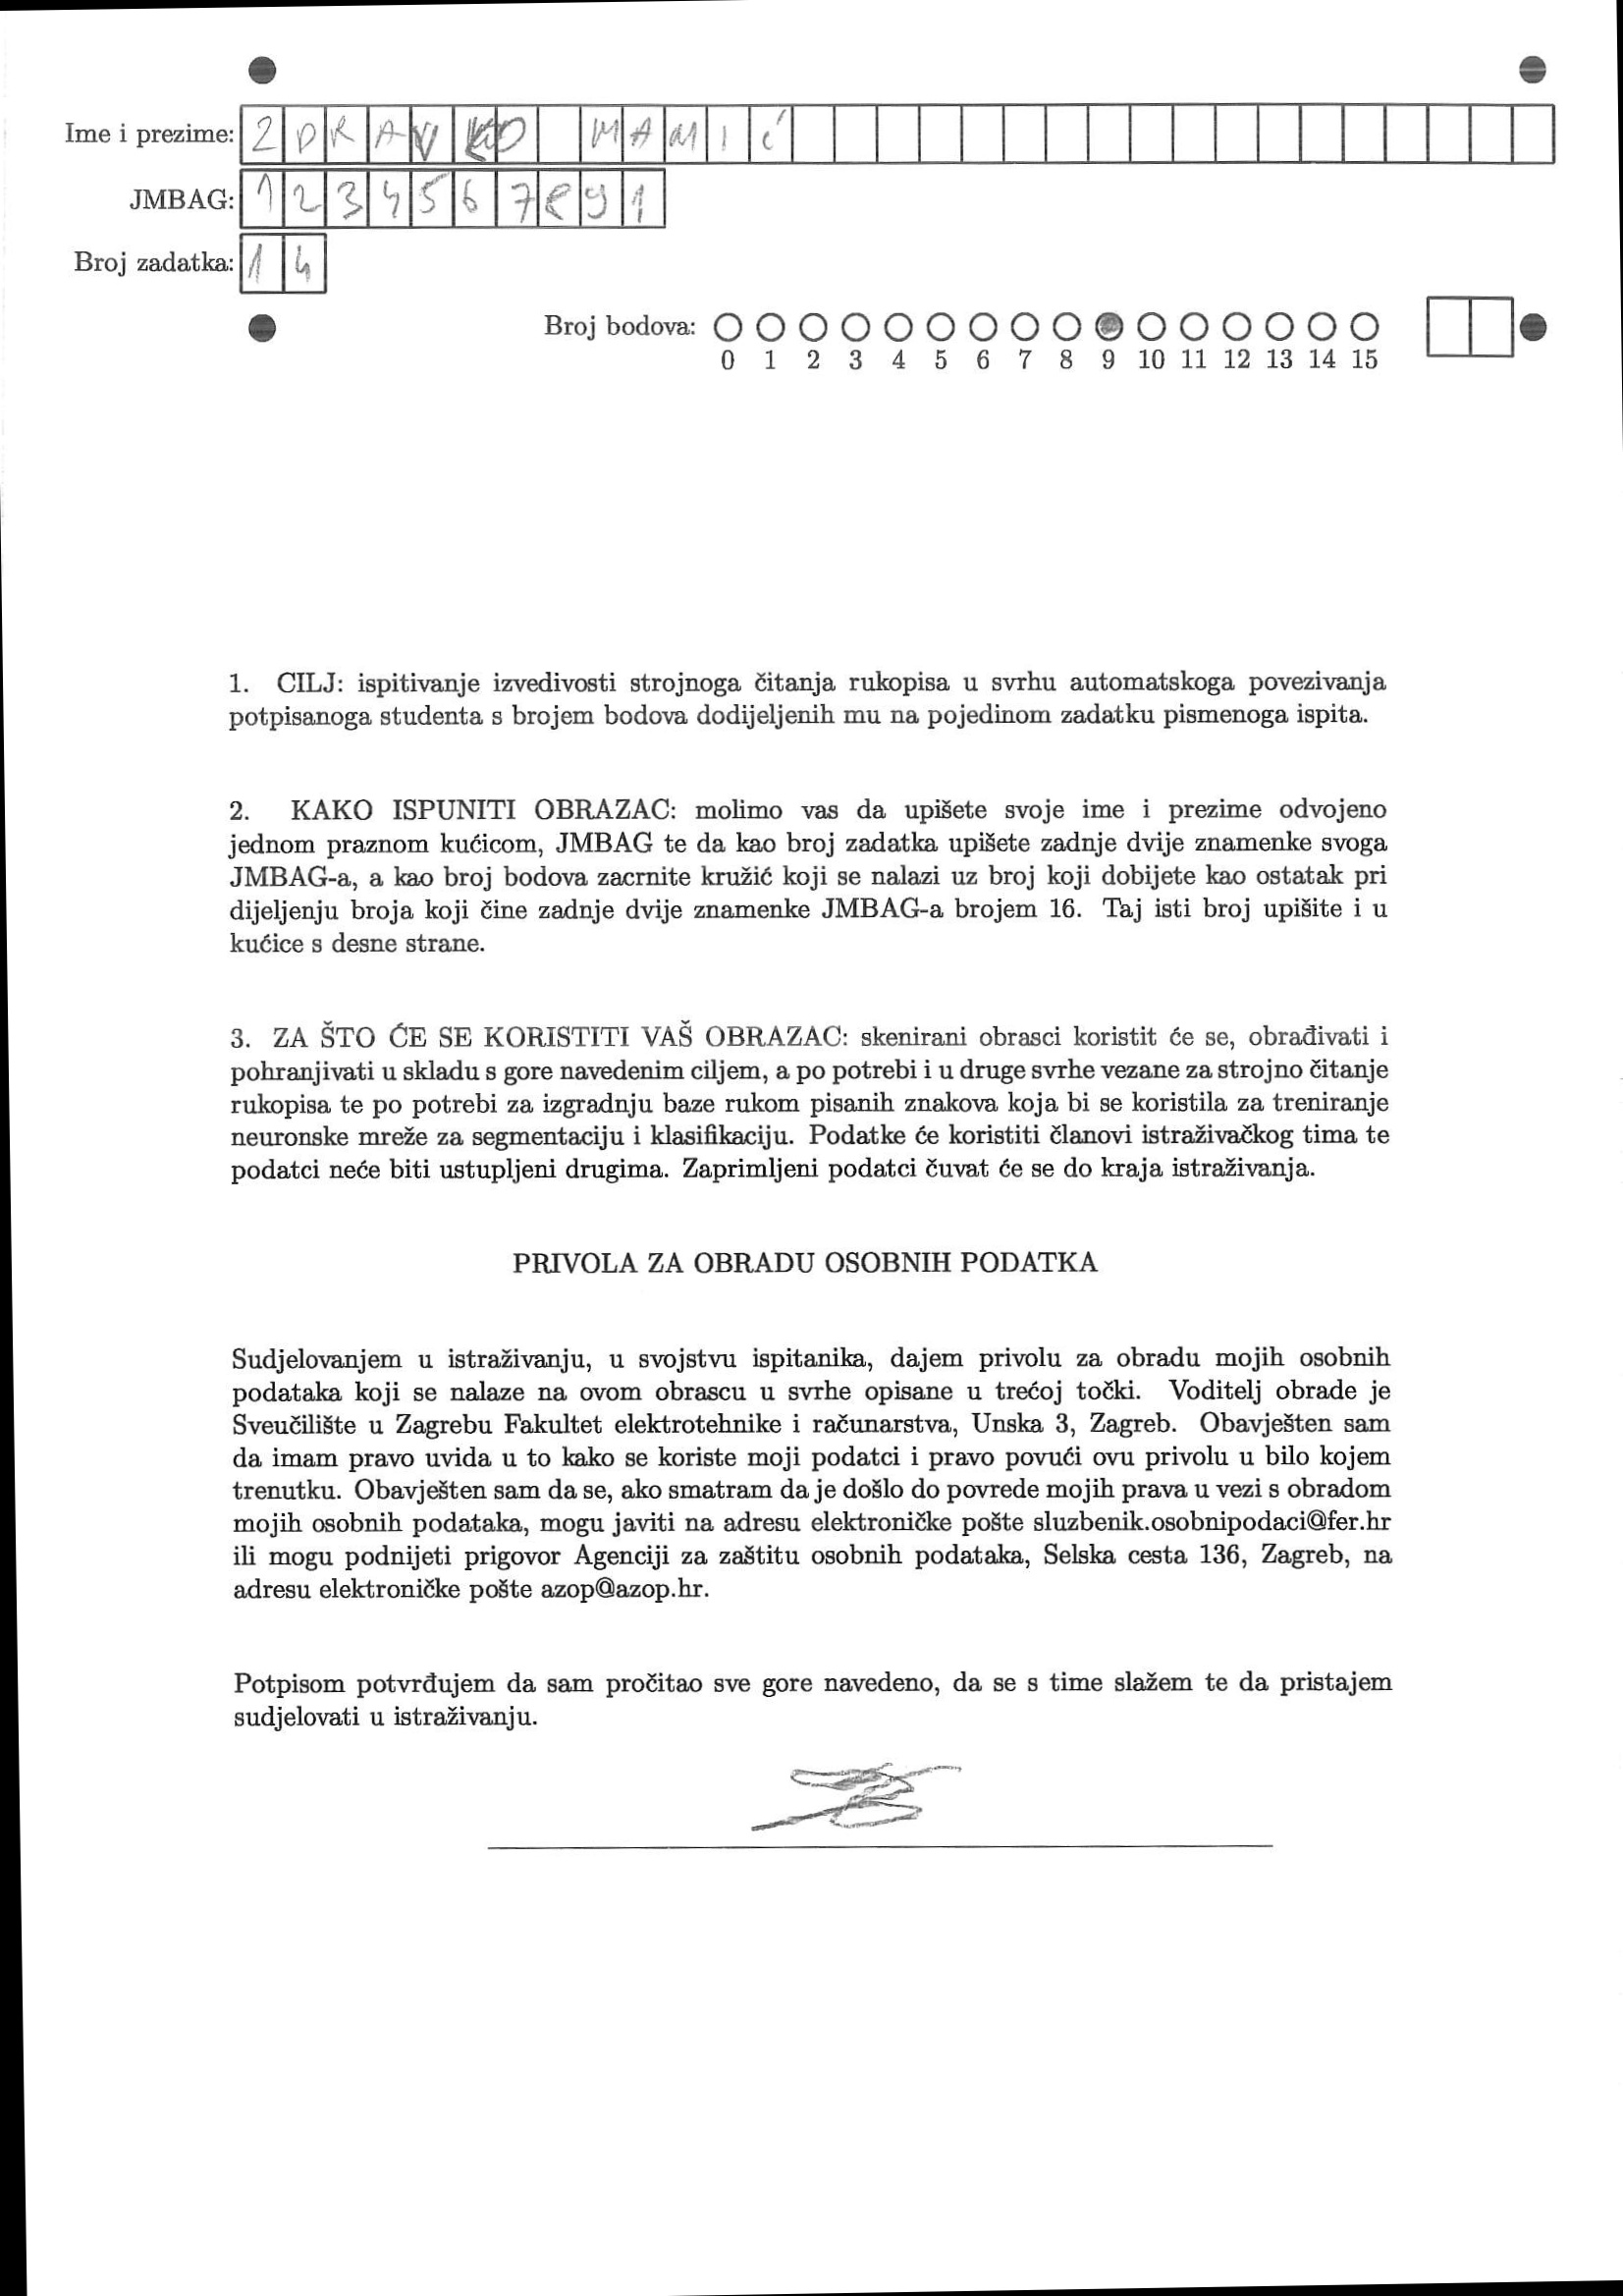 Ime i prezime: ZDRAVKO MAMIĆ
JMBAG: 1234567891
Broj zadatka: 14
Broj bodova:
0 1 2 3 4 5 6 7 8 9 10 11 12 13 14 15
1. CILJ: ispitivanje izvedivosti strojnoga čitanja rukopisa u svrhu automatskoga povezivanja
potpisanoga studenta s brojem bodova dodijeljenih mu na pojedinom zadatku pismenoga ispita.
2. KAKO ISPUNITI OBRAZAC: molimo vas da upišete svoje ime i prezime odvojeno
jednom praznom kućicom, JMBAG te da kao broj zadatka upišete zadnje dvije znamenke svoga
JMBAG-a, a kao broj bodova zacrnite kružić koji se nalazi uz broj koji dobijete kao ostatak pri
dijeljenju broja koji čine zadnje dvije znamenke JMBAG-a brojem 16. Taj isti broj upišite i u
kućice s desne strane.
3. ZA ŠTO ĆE SE KORISTITI VAŠ OBRAZAC: skenirani obrasci koristit će se, obrađivati i
pohranjivati u skladu s gore navedenim ciljem, a po potrebi i u druge svrhe vezane za strojno čitanje
rukopisa te po potrebi za izgradnju baze rukom pisanih znakova koja bi se koristila za treniranje
neuronske mreže za segmentaciju i klasifikaciju. Podatke će koristiti članovi istraživačkog tima te
podatci neće biti ustupljeni drugima. Zaprimljeni podatci čuvat će se do kraja istraživanja.
PRIVOLA ZA OBRADU OSOBNIH PODATKA
Sudjelovanjem u istraživanju, u svojstvu ispitanika, dajem privolu za obradu mojih osobnih
podataka koji se nalaze na ovom obrascu u svrhe opisane u trećoj točki. Voditelj obrade je
Sveučilište u Zagrebu Fakultet elektrotehnike i računarstva, Unska 3, Zagreb. Obavješten sam
da imam pravo uvida u to kako se koriste moji podatci i pravo povući ovu privolu u bilo kojem
trenutku. Obavješten sam da se, ako smatram da je došlo do povrede mojih prava u vezi s obradom
mojih osobnih podataka, mogu javiti na adresu elektroničke pošte sluzbenik.osobnipodaci@fer.hr
ili mogu podnijeti prigovor Agenciji za zaštitu osobnih podataka, Selska cesta 136, Zagreb, na
adresu elektroničke pošte azop@azop.hr.
Potpisom potvrđujem da sam pročitao sve gore navedeno, da se s time slažem te da pristajem
sudjelovati u istraživanju.